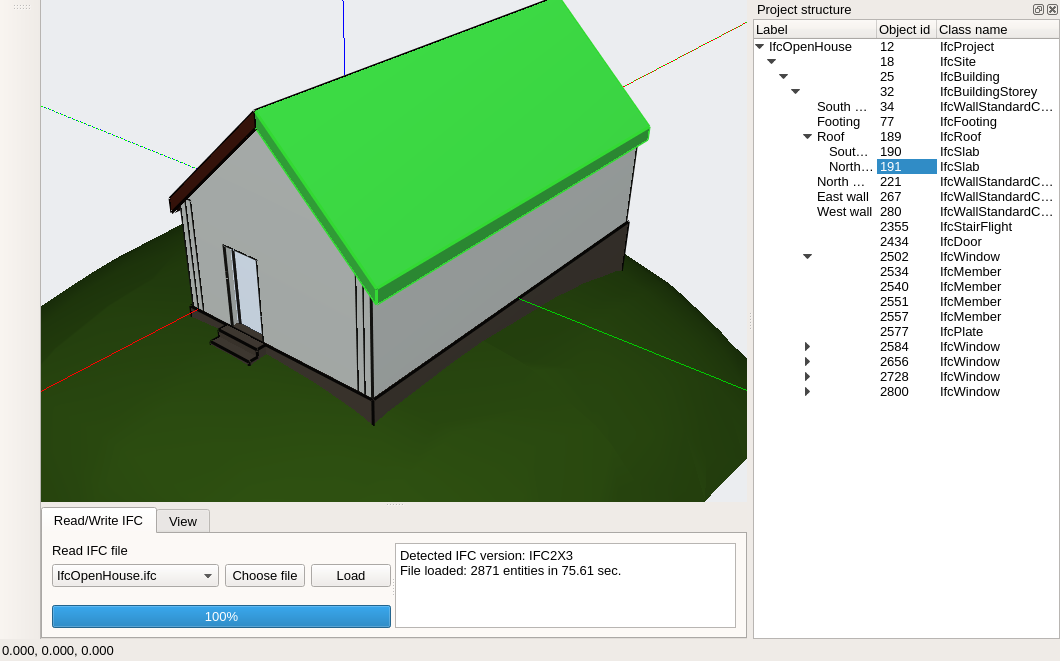 Project structure
Label Object id Class name
IfcOpenHouse 12 IfcProject
18 IfcSite
25 IfcBuilding
32 IfcBuildingStorey
South ... 34 IfcWallStandardC...
Footing 77 IfcFooting
Roof 189 IfcRoof
Sout... 190 IfcSlab
North... 191 IfcSlab
North ... 221 IfcWallStandardC...
East wall 267 IfcWallStandardC...
West wall 280 IfcWallStandardC...
2355 IfcStairFlight
2434 IfcDoor
2502 IfcWindow
2534 IfcMember
2540 IfcMember
2551 IfcMember
2557 IfcMember
2577 IfcPlate
2584 IfcWindow
2656 IfcWindow
2728 IfcWindow
2800 IfcWindow
Read/Write IFC View
Read IFC file
IfcOpenHouse.ifc Choose file Load
100%
Detected IFC version: IFC2X3
File loaded: 2871 entities in 75.61 sec.
0.000, 0.000, 0.000